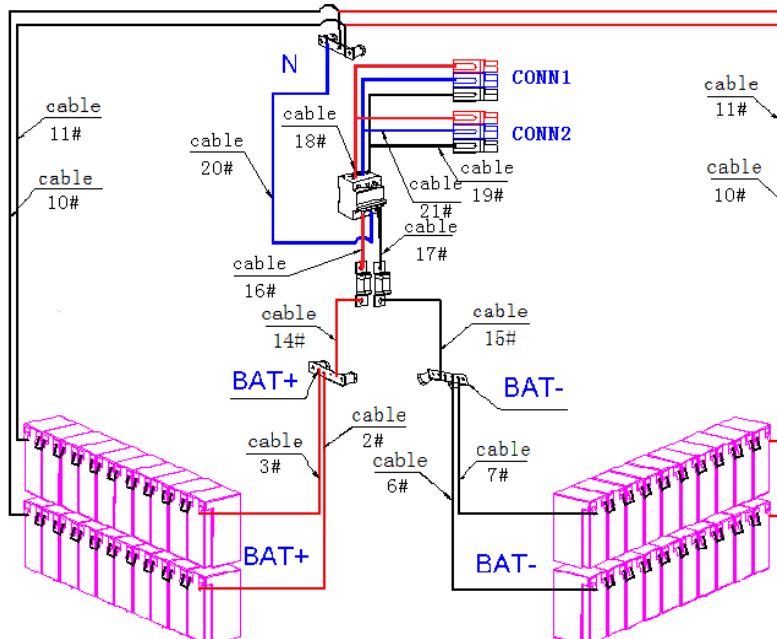 N
CONN1
CONN2
cable
11#
cable
10#
cable
20#
cable
18#
cable
19#
cable
21#
cable
11#
10#
cable
17#
cable
16#
cable
14#
cable
15#
BAT+
BAT-
cable
2#
cable
3#
cable
6#
cable
7#
BAT+
BAT-